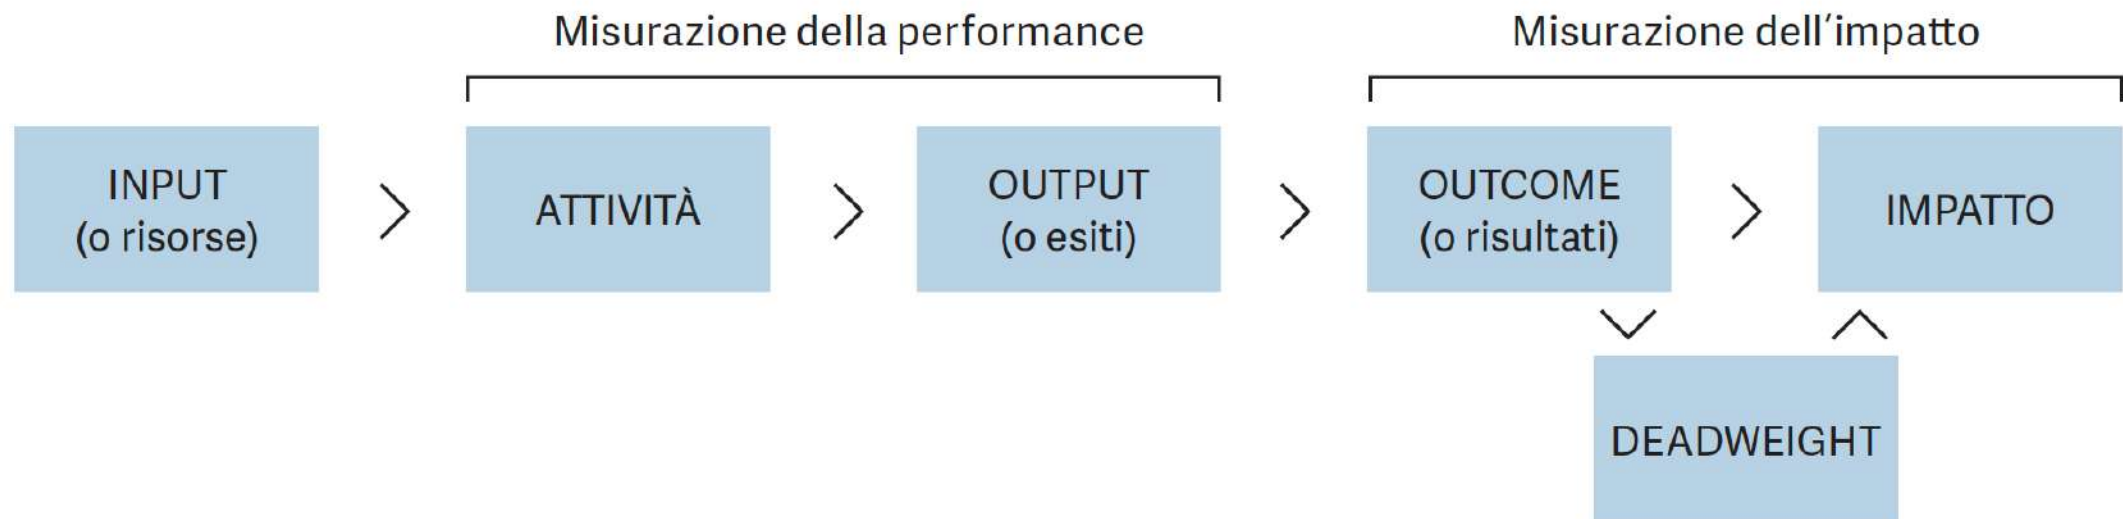 Misurazione della performance
Misurazione dell'impatto
INPUT
(o risorse)
>
ATTIVITÀ
>
OUTPUT
(o esiti)
>
OUTCOME
(o risultati)
>
IMPATTO
DEADWEIGHT